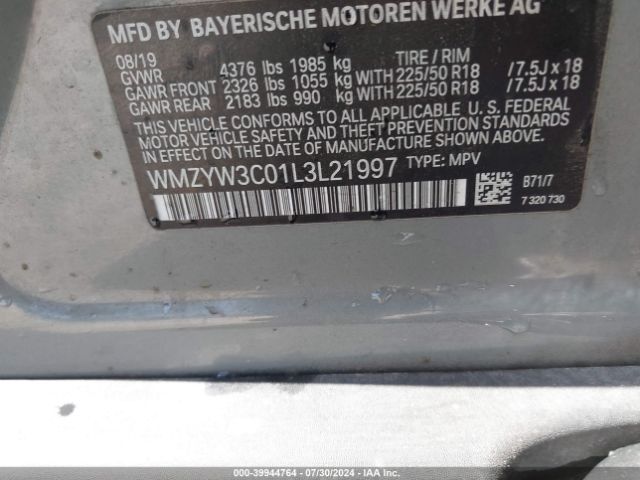 MFD BY BAYERISCHE MOTOREN WERKE AG
08/19 TIRE / RIM
GVWR 4376 lbs 1985 kg
GAWR FRONT 2326 lbs 1055 kg WITH 225/50 R18 /7.5J x 18
GAWR REAR 2183 lbs 990 kg WITH 225/50 R18 /7.5J x 18
THIS VEHICLE CONFORMS TO ALL APPLICABLE U. S. FEDERAL
MOTOR VEHICLE SAFETY AND THEFT PREVENTION STANDARDS
IN EFFECT ON THE DATE OF MANUFACTURE SHOWN ABOVE.
WMZYW3C01L3L21997 TYPE: MPV
B71/7
7 320 730
000-39944764 / 07/30/2024 - IAA Inc.